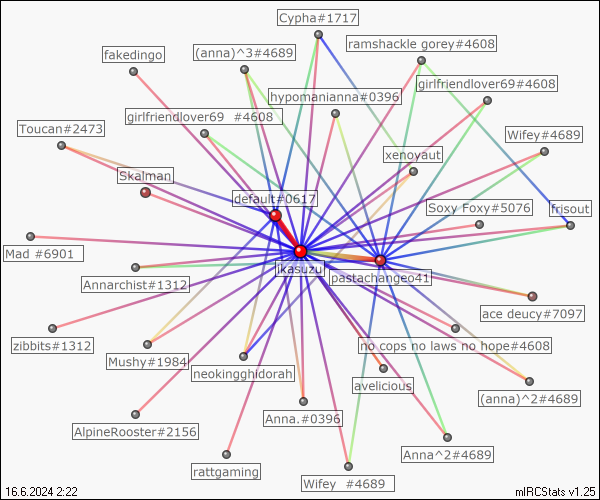 Cypha#1717
ramshackle gorey#4608
fakedingo
(anna)^3#4689
girlfriendlover69#4608
hypomanianna#0396
girlfriendlover69  #4608
Toucan#2473
Wifey#4689
xenoyaut
Skalman
default#0617
Soxy Foxy#5076
frisout
Mad #6901
ikasuzu
pastachangeo41
Annarchist#1312
ace deucy#7097
zibbits#1312
no cops no laws no hope#4608
Mushy#1984
neokingghidorah
avelicious
(anna)^2#4689
Anna.#0396
AlpineRooster#2156
Anna^2#4689
rattgaming
Wifey  #4689
16.6.2024 2:22
mIRCStats v1.25